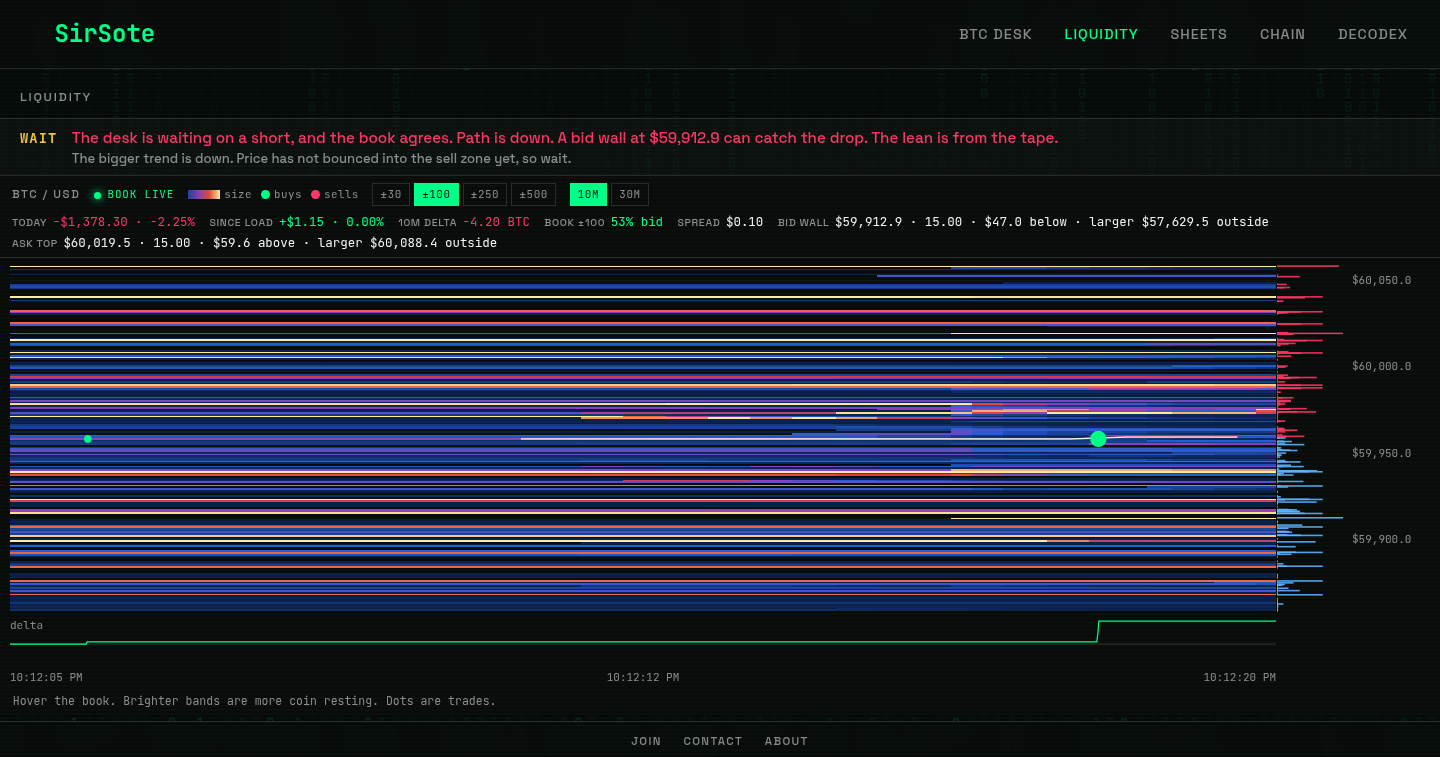 SirSote
BTC DESK LIQUIDITY SHEETS CHAIN DECODEX
LIQUIDITY
WAIT The desk is waiting on a short, and the book agrees. Path is down. A bid wall at $59,912.9 can catch the drop. The lean is from the tape.
The bigger trend is down. Price has not bounced into the sell zone yet, so wait.
BTC / USD BOOK LIVE size buys sells ±30 ±100 ±250 ±500 10M 30M
TODAY -$1,378.30 · -2.25% SINCE LOAD +$1.15 · 0.00% 10M DELTA -4.20 BTC BOOK ±100 53% bid SPREAD $0.10 BID WALL $59,912.9 · 15.00 · $47.0 below · larger $57,629.5 outside
ASK TOP $60,019.5 · 15.00 · $59.6 above · larger $60,088.4 outside
$60,050.0
$60,000.0
$59,950.0
$59,900.0
delta
10:12:05 PM 10:12:12 PM 10:12:20 PM
Hover the book. Brighter bands are more coin resting. Dots are trades.
JOIN CONTACT ABOUT